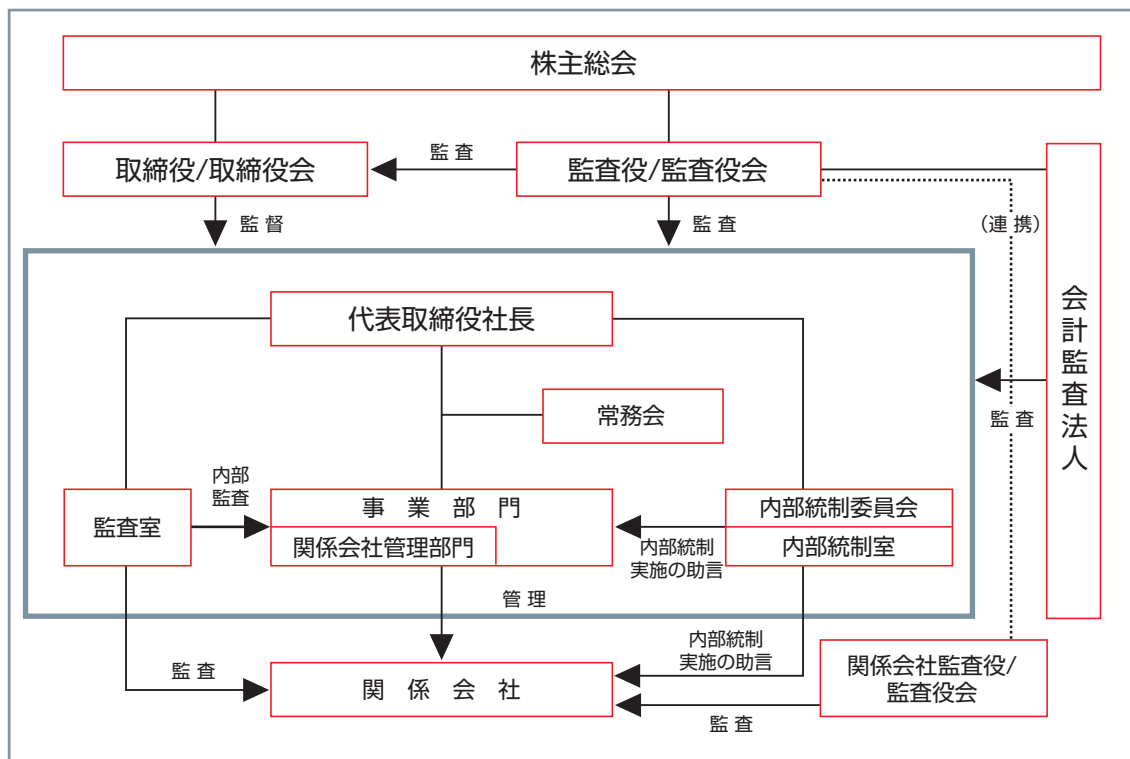 株主総会
取締役/取締役会
監 査
監査役/監査役会
監 督
監 査
(連 携)
会計監査法人
代表取締役社長
常務会
監 査
内部
監査
監査室
事 業 部 門
関係会社管理部門
内部統制委員会
内部統制室
内部統制
実施の助言
管 理
内部統制
実施の助言
監 査
関 係 会 社
関係会社監査役/
監査役会
監 査